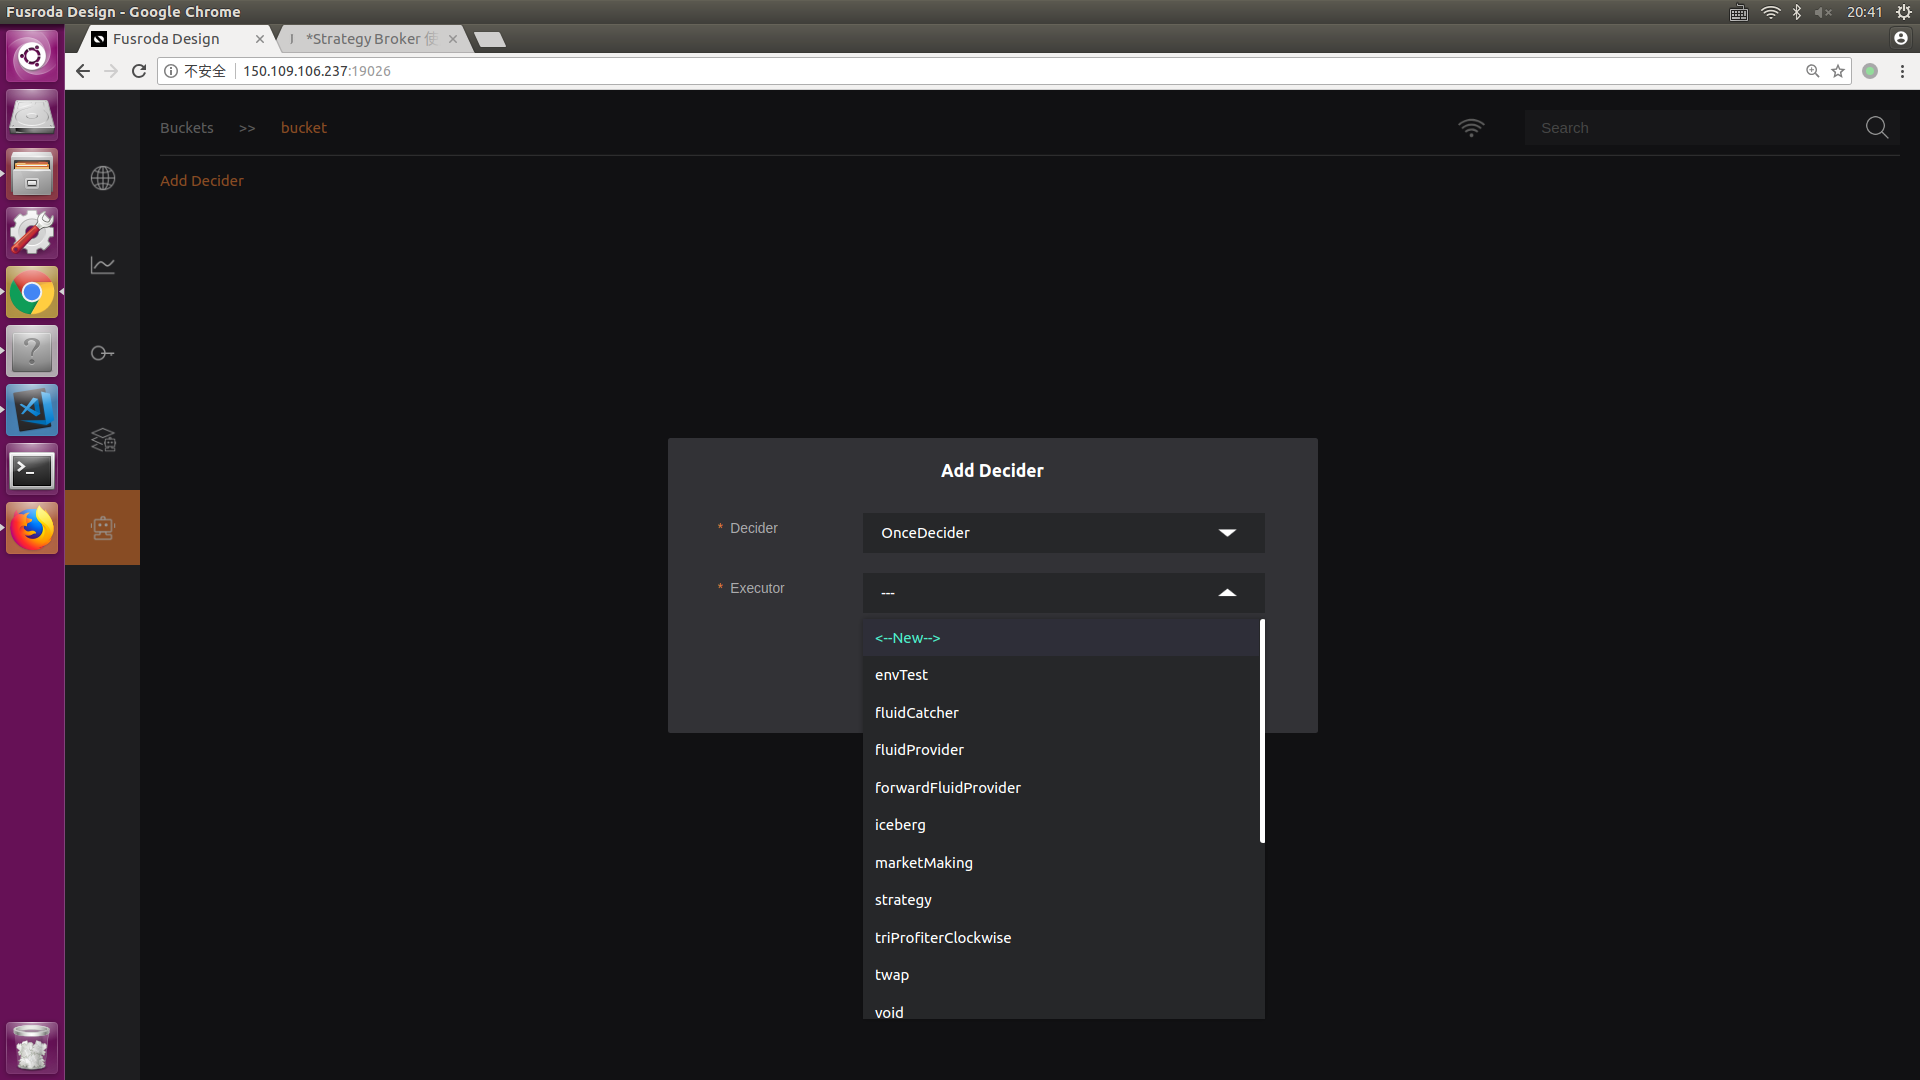 Fusroda Design - Google Chrome
20:41
Fusroda Design
*Strategy Broker 使
不安全
150.109.106.237:19026
Buckets >> bucket
Search
Add Decider
Add Decider
* Decider
OnceDecider
* Executor
---
<--New-->
envTest
fluidCatcher
fluidProvider
forwardFluidProvider
iceberg
marketMaking
strategy
triProfiterClockwise
twap
void